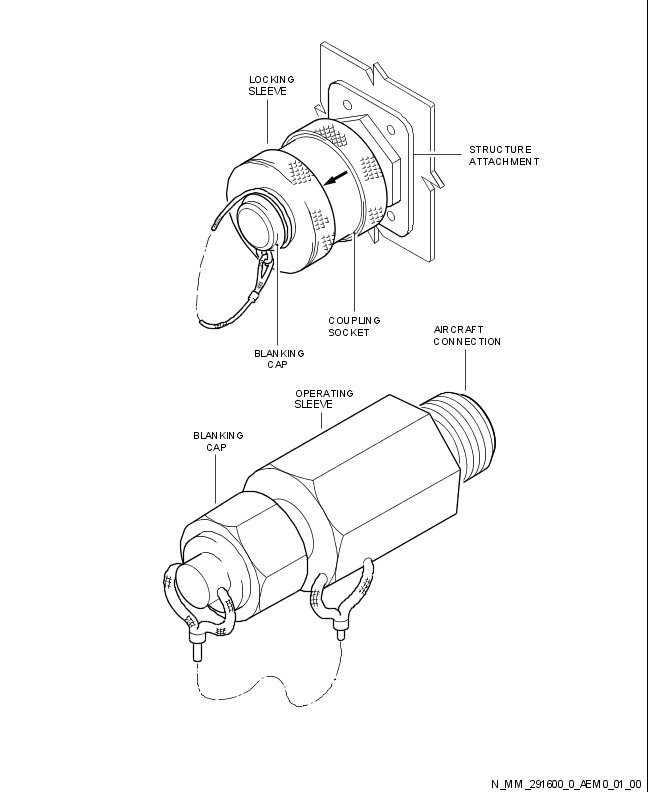 LOCKING
SLEEVE
STRUCTURE
ATTACHMENT
COUPLING
SOCKET
BLANKING
CAP
AIRCRAFT
CONNECTION
OPERATING
SLEEVE
BLANKING
CAP
N_MM_291600_0_AEM0_01_00